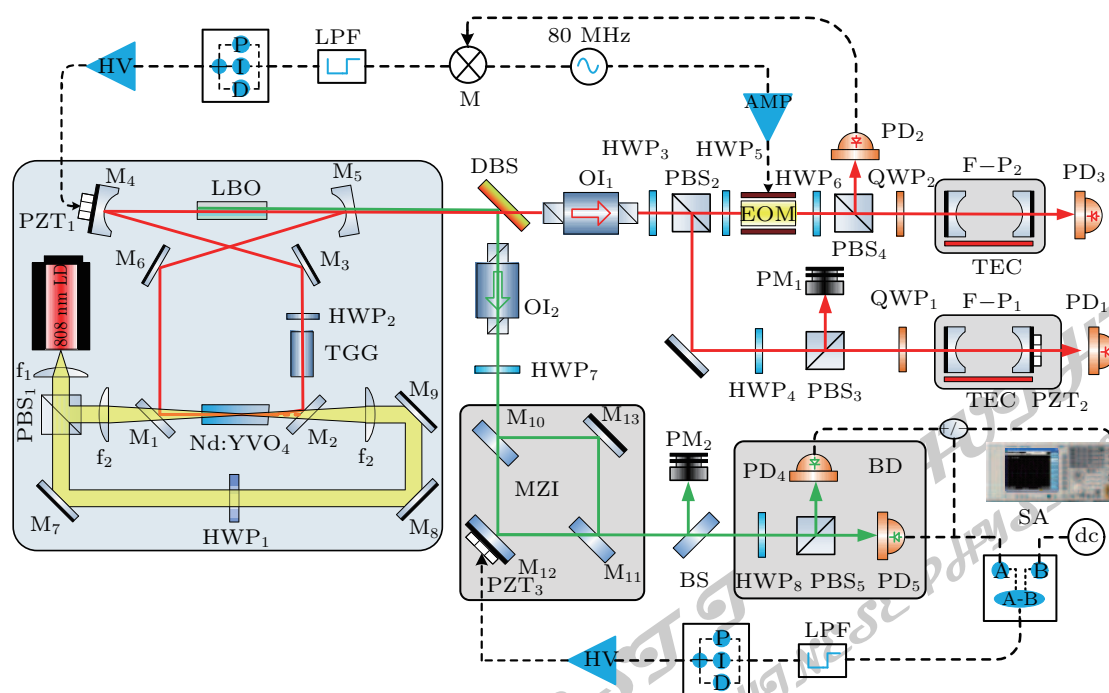 P
LPF
80 MHz
HV
I
D
M
AMP
PD₂
HWP₃
HWP₅
M₄
M₅
DBS
OI₁
PBS₂
HWP₆
QWP₂
F−P₂
PD₃
LBO
EOM
PZT₁
PBS₄
TEC
M₆
M₃
PM₁
QWP₁
F−P₁
PD₁
808 nm LD
OI₂
HWP₂
TGG
f₁
HWP₇
HWP₄
PBS₃
TEC
PZT₂
PBS₁
M₉
M₁
Nd:YVO₄
M₂
f₂
f₂
M₁₀
M₁₃
PM₂
+/−
PD₄
BD
MZI
M₇
HWP₁
M₈
SA
dc
M₁₂
M₁₁
BS
HWP₈
PBS₅
PD₅
A
B
PZT₃
A-B
P
LPF
HV
I
D